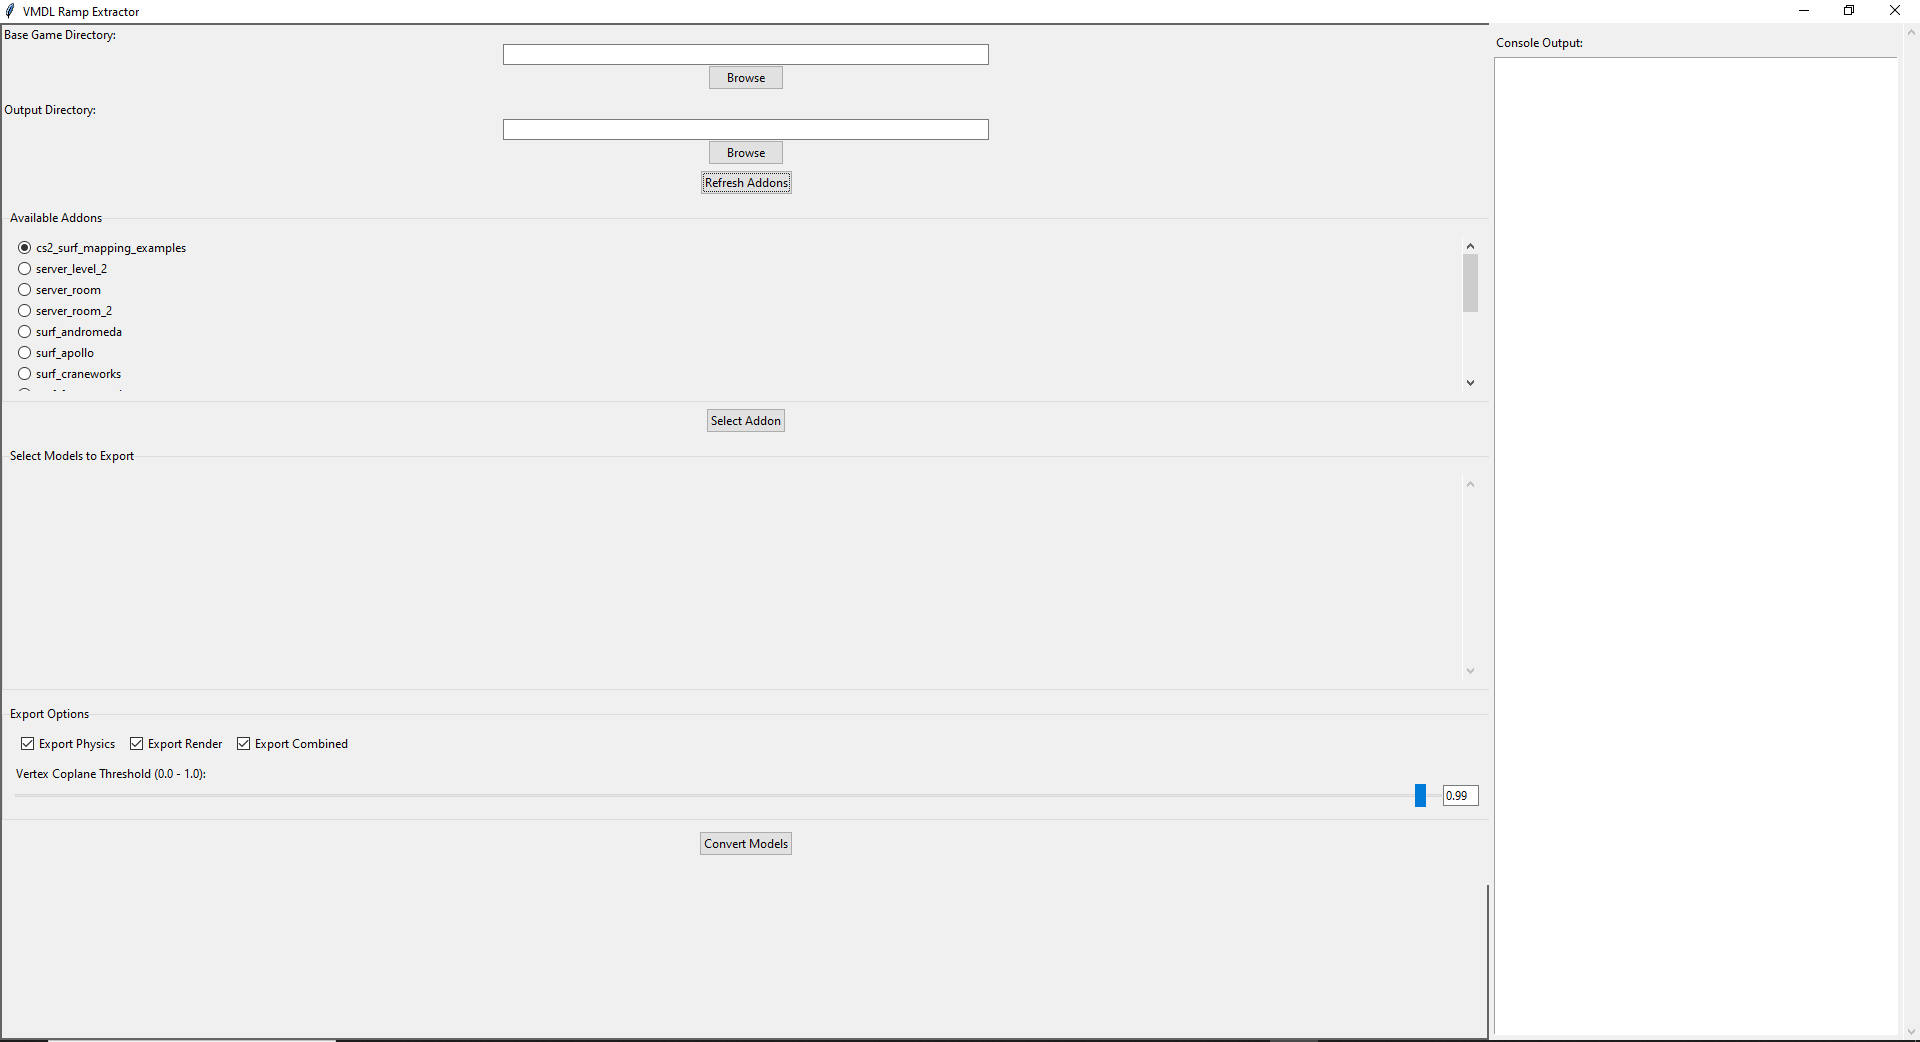 VMDL Ramp Extractor
Base Game Directory:
Browse
Output Directory:
Browse
Refresh Addons
Available Addons
cs2_surf_mapping_examples
server_level_2
server_room
server_room_2
surf_andromeda
surf_apollo
surf_craneworks
Select Addon
Select Models to Export
Export Options
Export Physics Export Render Export Combined
Vertex Coplane Threshold (0.0 - 1.0):
0.99
Convert Models
Console Output: